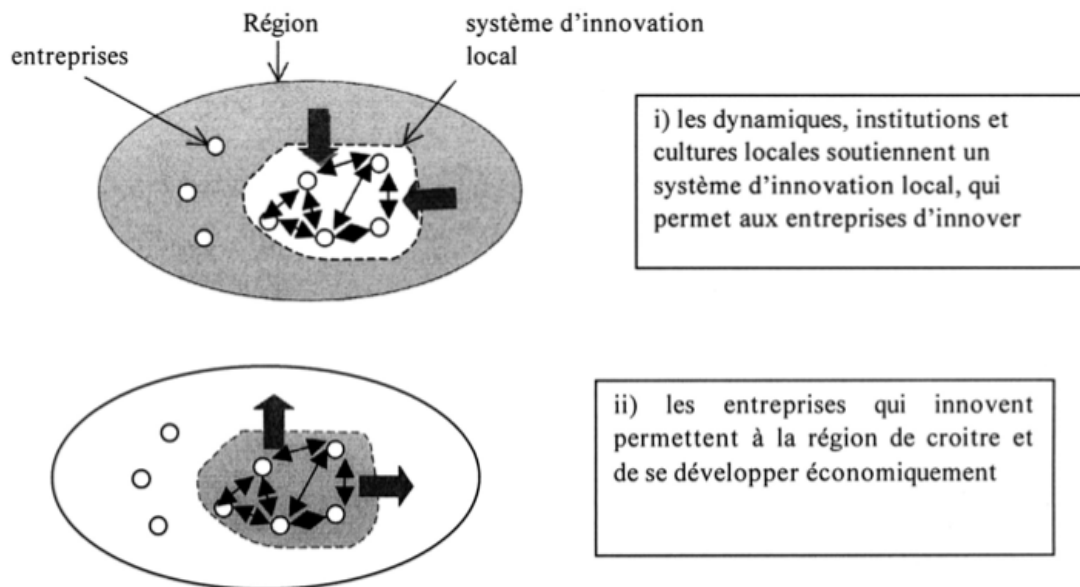 Région
système d'innovation
local
entreprises
i) les dynamiques, institutions et
cultures locales soutiennent un
système d'innovation local, qui
permet aux entreprises d'innover
ii) les entreprises qui innovent
permettent à la région de croitre et
de se développer économiquement